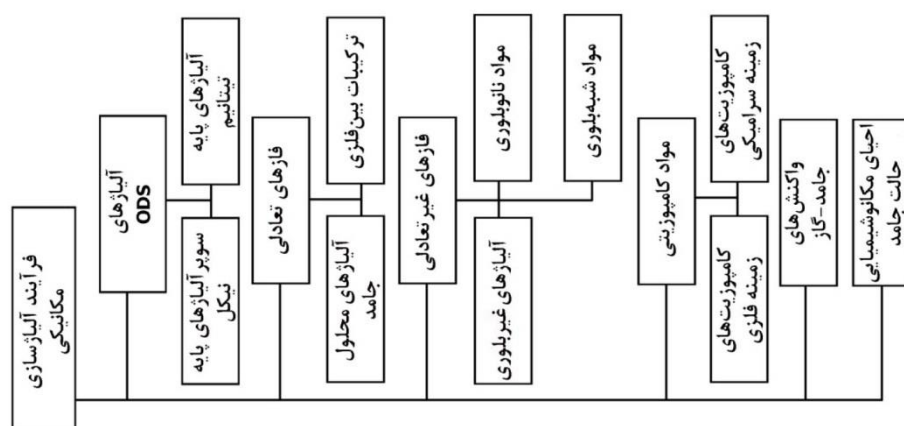 فرآیند آلیاژسازی
مکانیکی
آلیاژهای
ODS
سوپر آلیاژهای پایه
نیکل
آلیاژهای پایه
تیتانیم
فازهای تعادلی
آلیاژهای محلول
جامد
ترکیبات بین‌فلزی
فازهای غیرتعادلی
آلیاژهای غیربلوری
مواد نانوبلوری
مواد شبه‌بلوری
مواد کامپوزیتی
کامپوزیت‌های
زمینه فلزی
کامپوزیت‌های
زمینه سرامیکی
واکنش‌های
جامد-گاز
احیای مکانوشیمیایی
حالت جامد